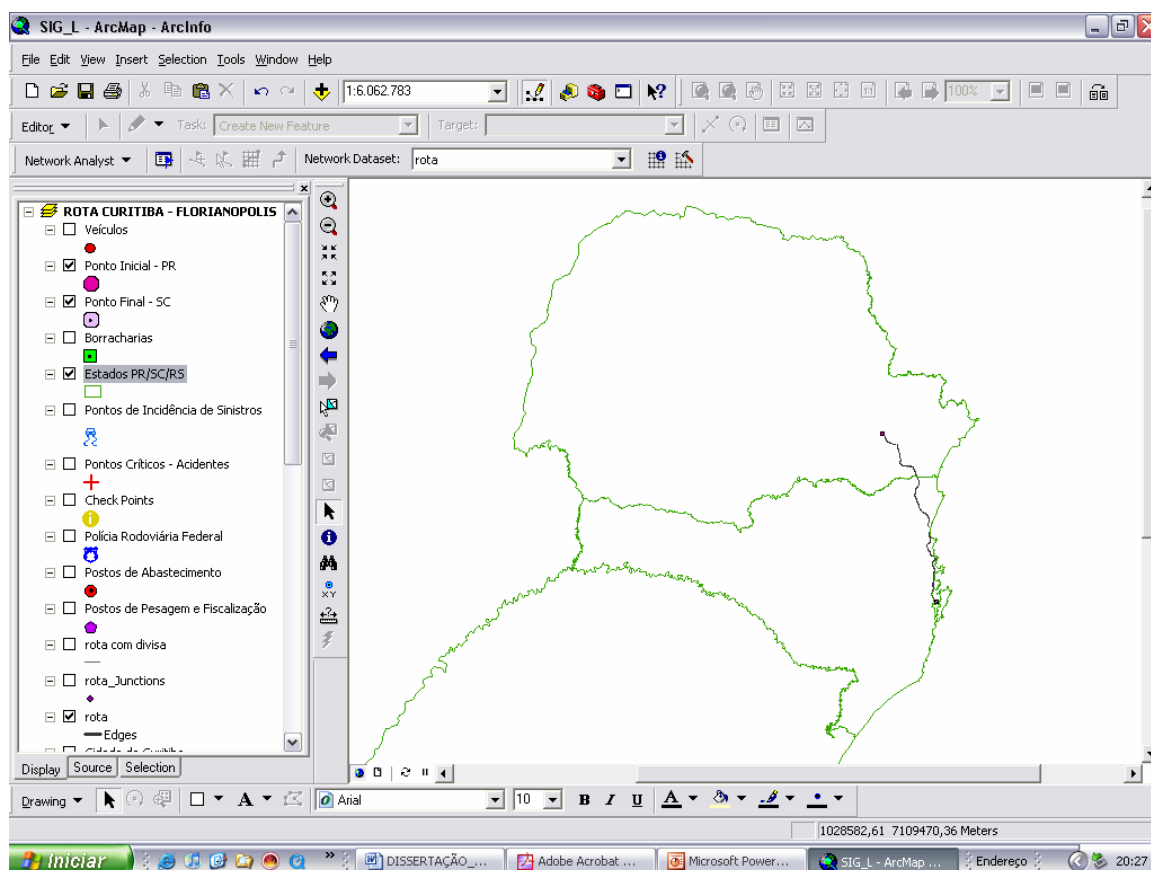 SIG_L - ArcMap - ArcInfo
File Edit View Insert Selection Tools Window Help
1:6.062.783 100%
Editor Task: Create New Feature Target:
Network Analyst Network Dataset: rota
ROTA CURITIBA - FLORIANOPOLIS
Veículos
Ponto Inicial - PR
Ponto Final - SC
Borracharias
Estados PR/SC/RS
Pontos de Incidência de Sinistros
Pontos Críticos - Acidentes
Check Points
Polícia Rodoviária Federal
Postos de Abastecimento
Postos de Pesagem e Fiscalização
rota com divisa
rota_Junctions
rota
Edges
Cidade de Curitiba
Display Source Selection
Drawing A Arial 10 B I U A
1028582,61 7109470,36 Meters
Iniciar » DISSERTAÇÃO_... Adobe Acrobat ... Microsoft Power... SIG_L - ArcMap ... Endereço 20:27